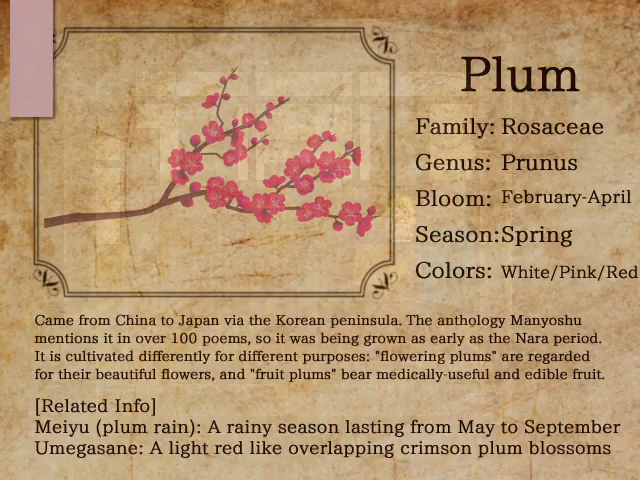 Plum
Family: Rosaceae
Genus: Prunus
Bloom: February-April
Season:Spring
Colors: White/Pink/Red
Came from China to Japan via the Korean peninsula. The anthology Manyoshu
mentions it in over 100 poems, so it was being grown as early as the Nara period.
It is cultivated differently for different purposes: "flowering plums" are regarded
for their beautiful flowers, and "fruit plums" bear medically-useful and edible fruit.
[Related Info]
Meiyu (plum rain): A rainy season lasting from May to September
Umegasane: A light red like overlapping crimson plum blossoms